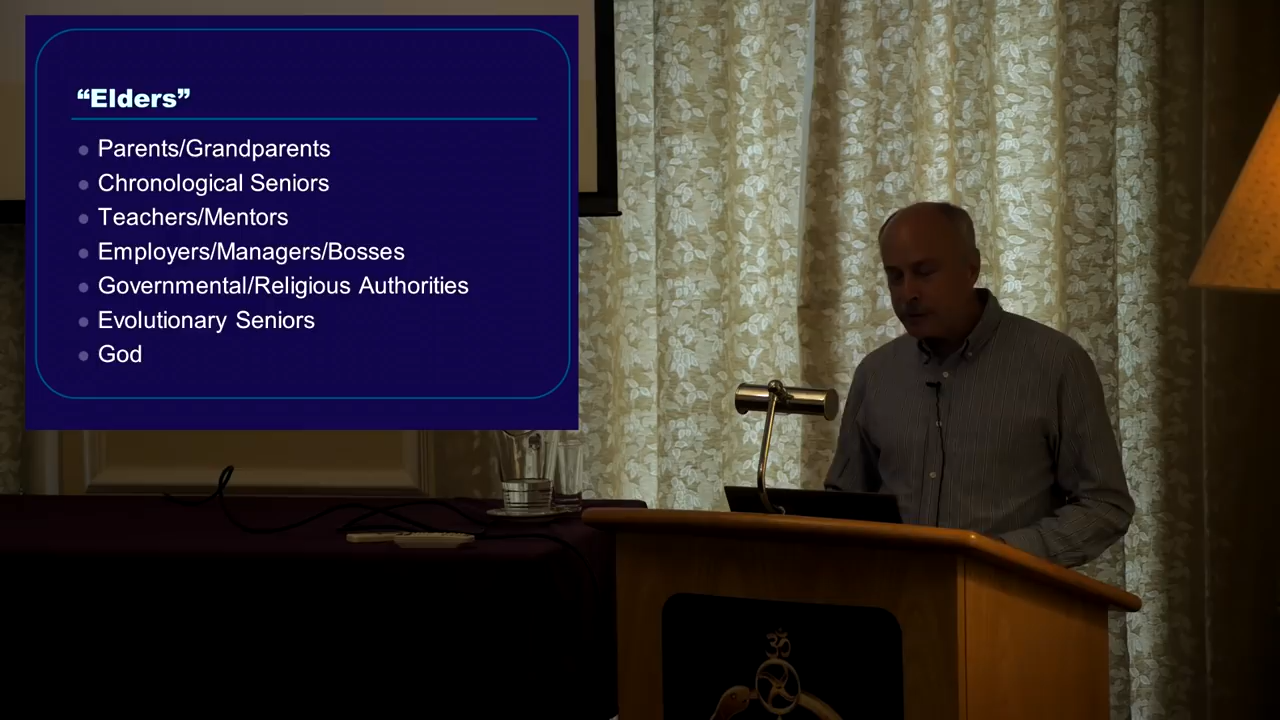 “Elders”
Parents/Grandparents
Chronological Seniors
Teachers/Mentors
Employers/Managers/Bosses
Governmental/Religious Authorities
Evolutionary Seniors
God
ॐ